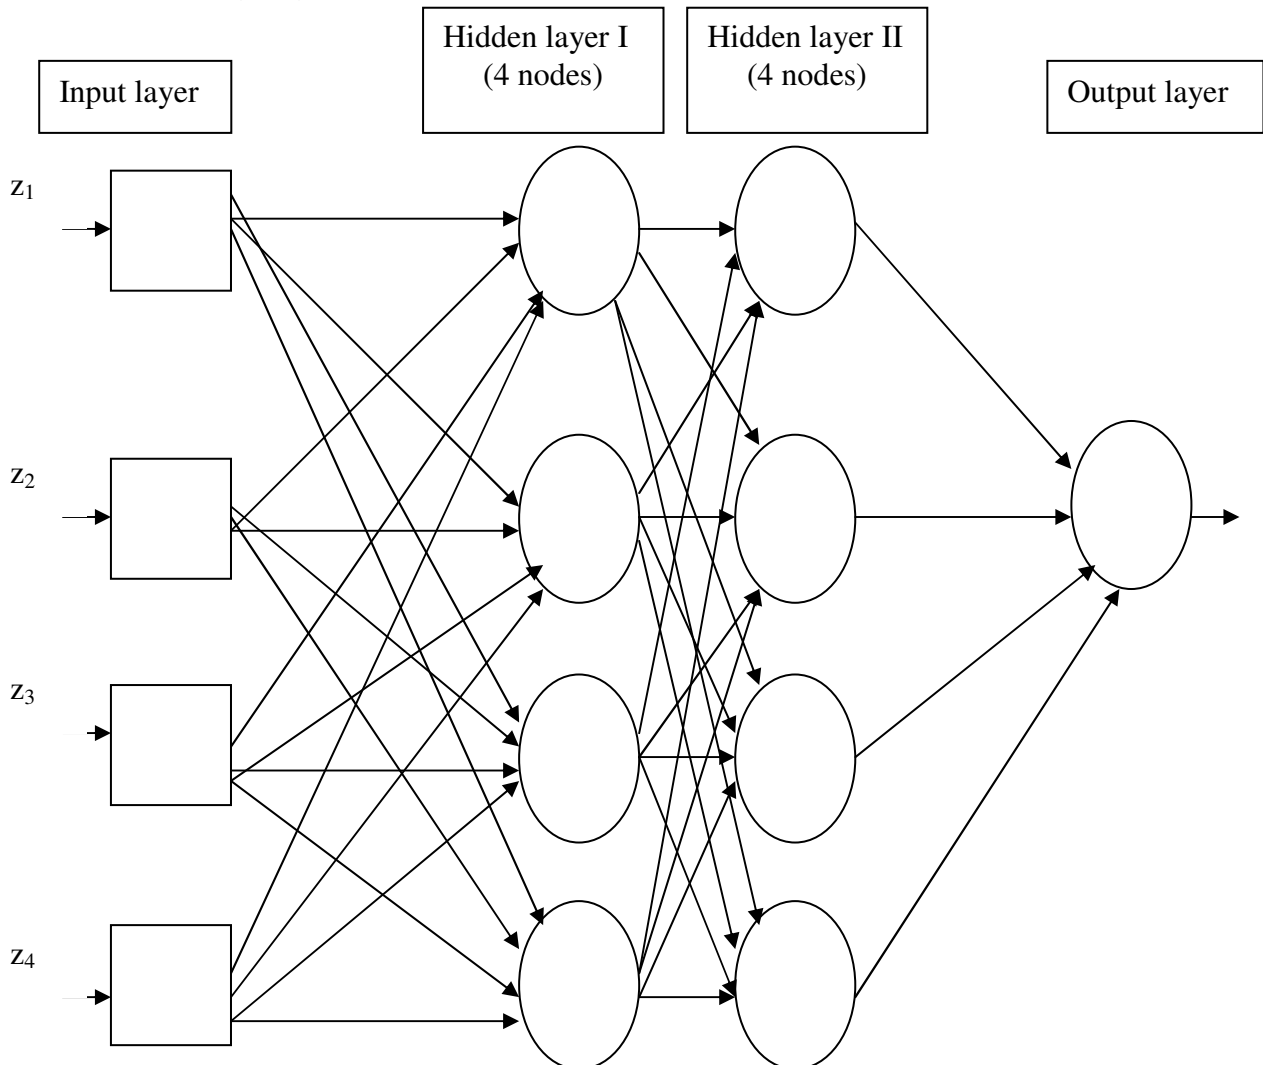 Input layer
Hidden layer I
(4 nodes)
Hidden layer II
(4 nodes)
Output layer
z₁
z₂
z₃
z₄